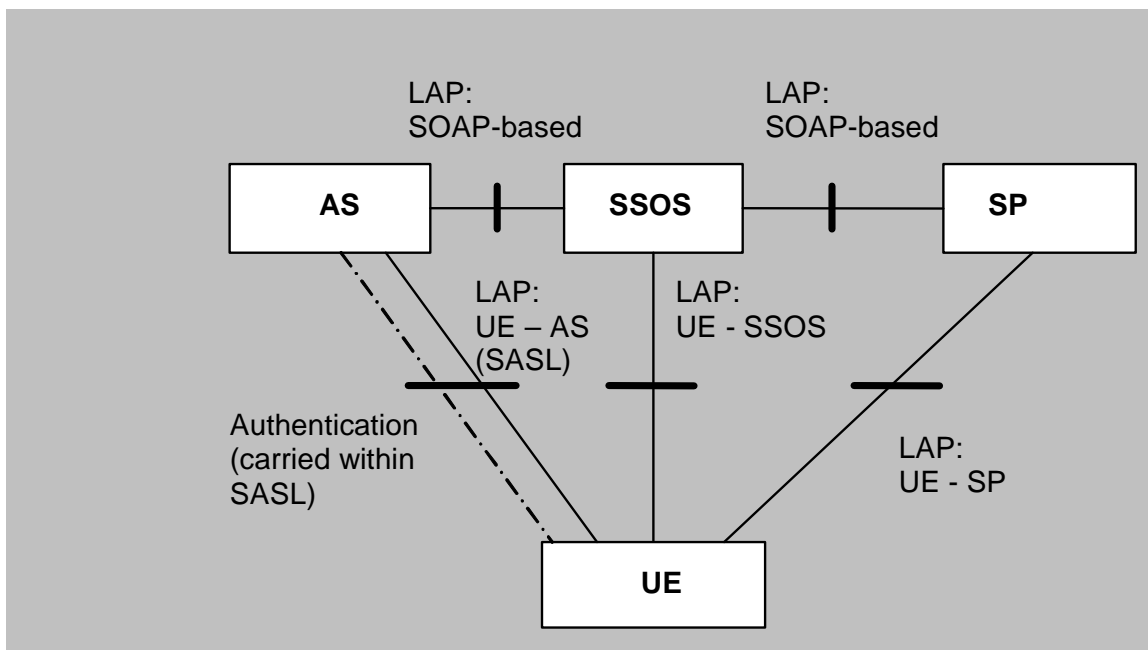 LAP:
SOAP-based
LAP:
SOAP-based
AS
SSOS
SP
LAP:
UE – AS
(SASL)
LAP:
UE - SSOS
Authentication
(carried within
SASL)
LAP:
UE - SP
UE